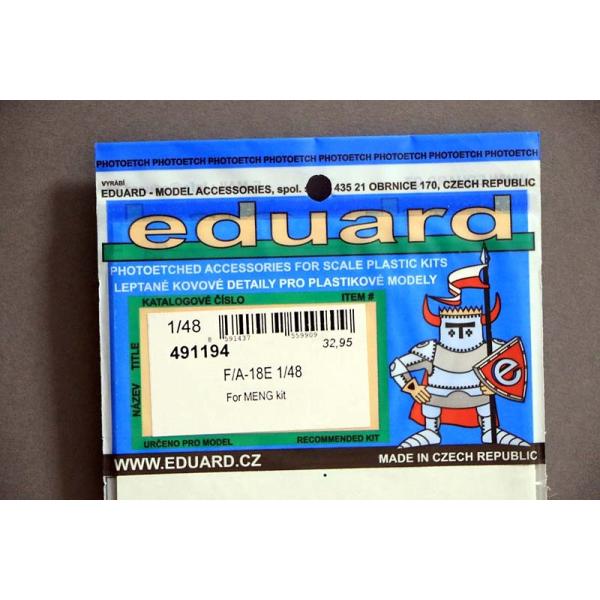 PHOTOETCH PHOTOETCH PHOTOETCH PHOTOETCH PHOTOETCH PHOTOETCH PHOTOETCH PHOTOETCH
VYRÁBÍ
EDUARD - MODEL ACCESSORIES, spol. 435 21 OBRNICE 170, CZECH REPUBLIC
eduard
PHOTOETCHED ACCESSORIES FOR SCALE PLASTIC KITS
LEPTANÉ KOVOVÉ DETAILY PRO PLASTIKOVÉ MODELY
KATALOGOVÉ ČÍSLO ITEM #
1/48
8 591437 559909
491194 32,95
F/A-18E 1/48
For MENG kit
NÁZEV TITLE
URČENO PRO MODEL RECOMMENDED KIT
e
WWW.EDUARD.CZ MADE IN CZECH REPUBLIC